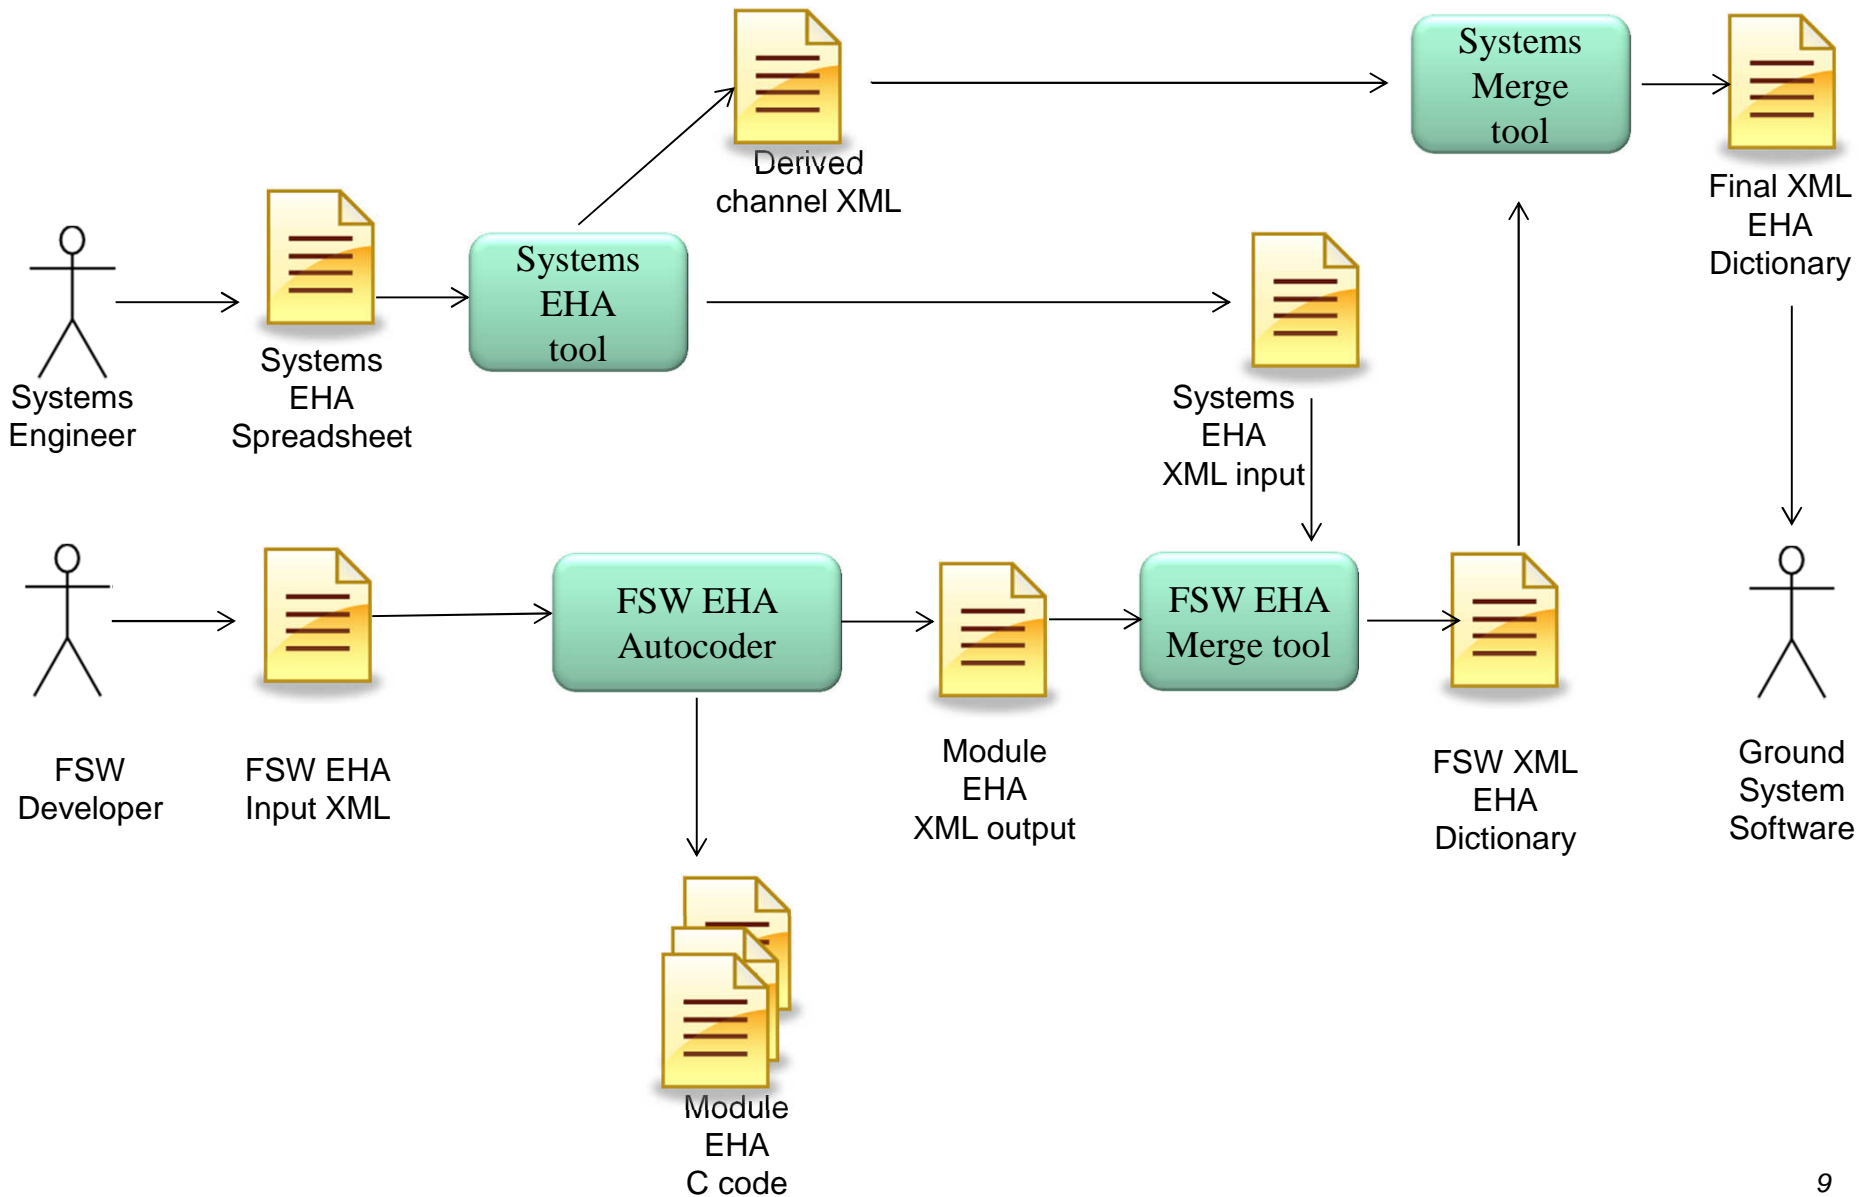 Systems
Merge
tool
Derived
channel XML
Final XML
EHA
Dictionary
Systems
EHA
tool
Systems
Engineer
Systems
EHA
Spreadsheet
Systems
EHA
XML input
FSW EHA
Autocoder
FSW EHA
Merge tool
FSW
Developer
FSW EHA
Input XML
Module
EHA
XML output
FSW XML
EHA
Dictionary
Ground
System
Software
Module
EHA
C code
9